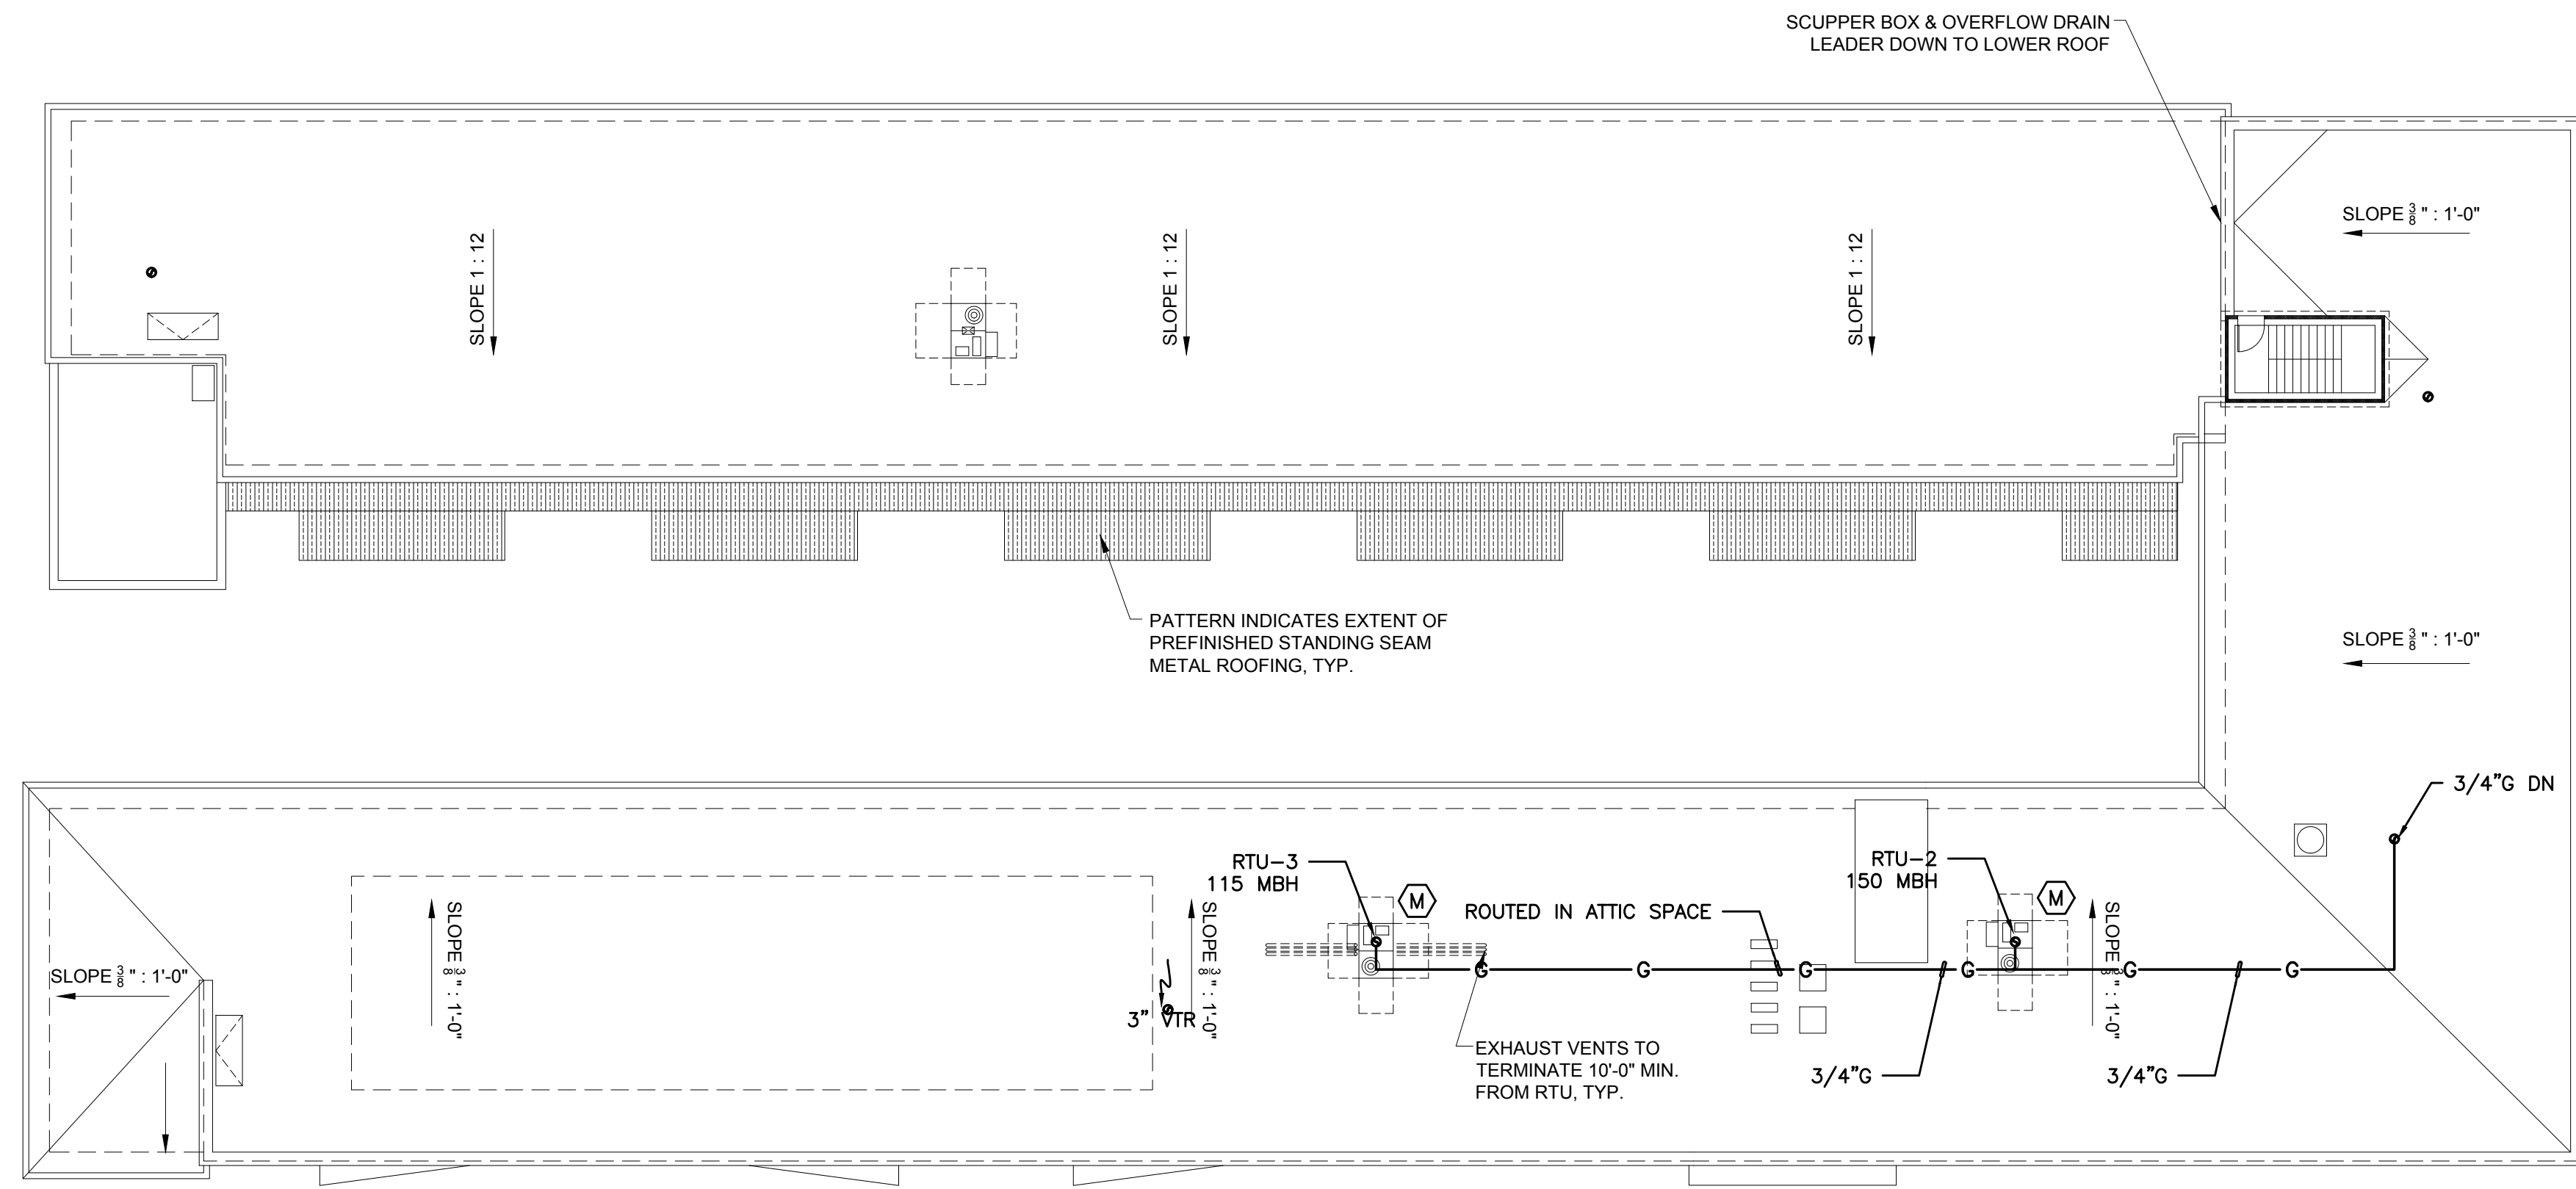 SCUPPER BOX & OVERFLOW DRAIN
LEADER DOWN TO LOWER ROOF
SLOPE 3/8" : 1'-0"
SLOPE 1 : 12
SLOPE 1 : 12
SLOPE 1 : 12
SLOPE 3/8" : 1'-0"
PATTERN INDICATES EXTENT OF
PREFINISHED STANDING SEAM
METAL ROOFING, TYP.
3/4"G DN
RTU-3
115 MBH
M
RTU-2
150 MBH
M
ROUTED IN ATTIC SPACE
SLOPE 3/8" : 1'-0"
SLOPE 3/8" : 1'-0"
SLOPE 3/8" : 1'-0"
SLOPE 3/8" : 1'-0"
G
G
G
G
G
G
3" VTR
EXHAUST VENTS TO
TERMINATE 10'-0" MIN.
FROM RTU, TYP.
3/4"G
3/4"G